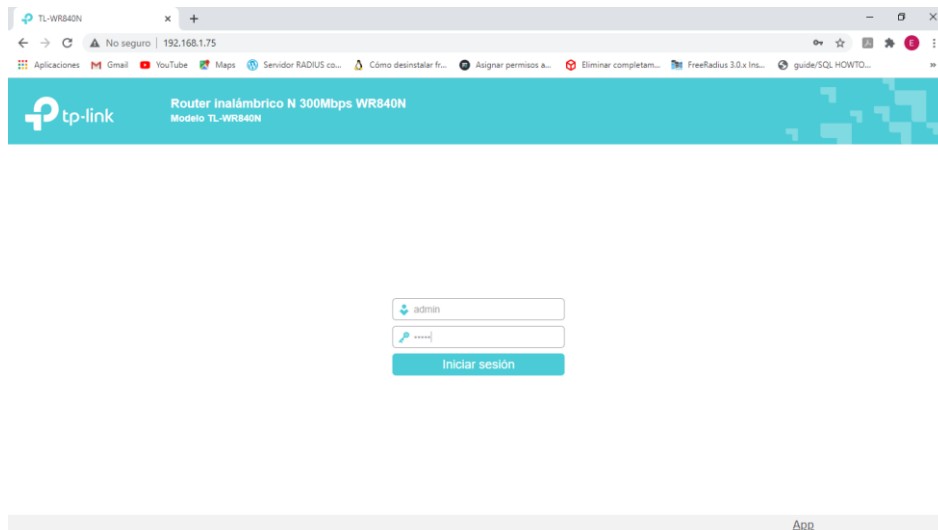 TL-WR840N
No seguro | 192.168.1.75
Aplicaciones Gmail YouTube Maps Servidor RADIUS co... Cómo desinstalar fr... Asignar permisos a... Eliminar completam... FreeRadius 3.0.x Ins... guide/SQL HOWTO... »
E
tp-link
Router inalámbrico N 300Mbps WR840N
Modelo TL-WR840N
admin
•••••
Iniciar sesión
App